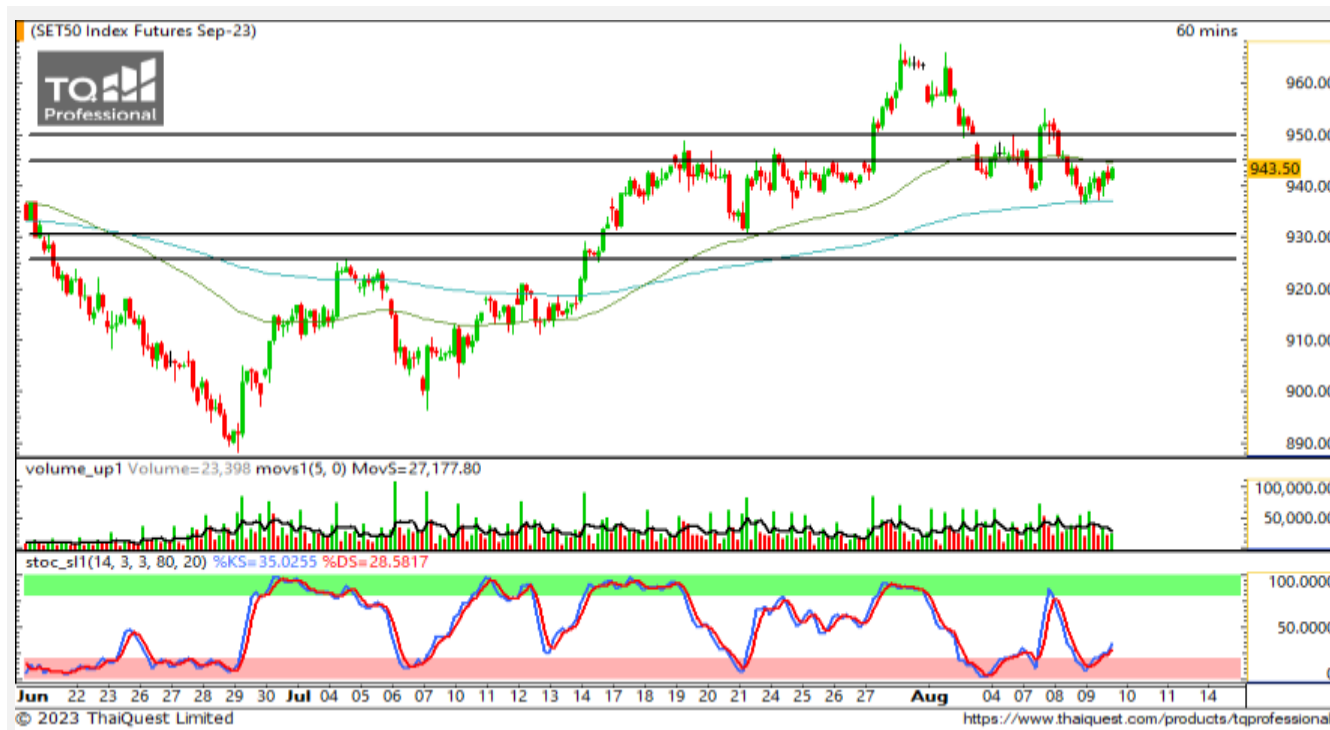 (SET50 Index Futures Sep-23) 60 mins
TQ
Professional
960.00
950.00
943.50
940.00
930.00
920.00
910.00
900.00
890.00
volume_up1 Volume=23,398 movs1(5, 0) MovS=27,177.80
100,000.00
50,000.00
stoc_sl1(14, 3, 3, 80, 20) %KS=35.0255 %DS=28.5817
100.0000
50.0000
Jun 22 23 26 27 28 29 30 Jul 04 05 06 07 11 12 13 14 17 18 19 20 21 24 25 26 27 Aug 04 07 08 09 10 11 14
© 2023 ThaiQuest Limited https://www.thaiquest.com/products/tqprofessional